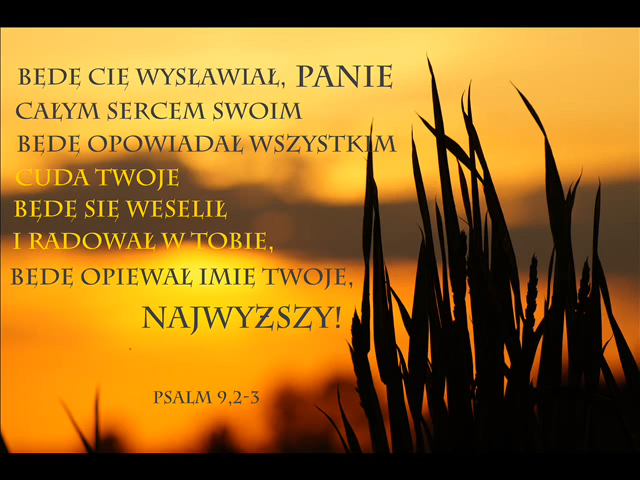 BĘDĘ CIĘ WYSŁAWIAŁ, PANIE
CAŁYM SERCEM SWOIM
BĘDĘ OPOWIADAŁ WSZYSTKIM
CUDA TWOJE
BĘDĘ SIĘ WESELIŁ
I RADOWAŁ W TOBIE,
BĘDĘ OPIEWAŁ IMIE TWOJE,
NAJWYŻSZY!
PSALM 9,2-3